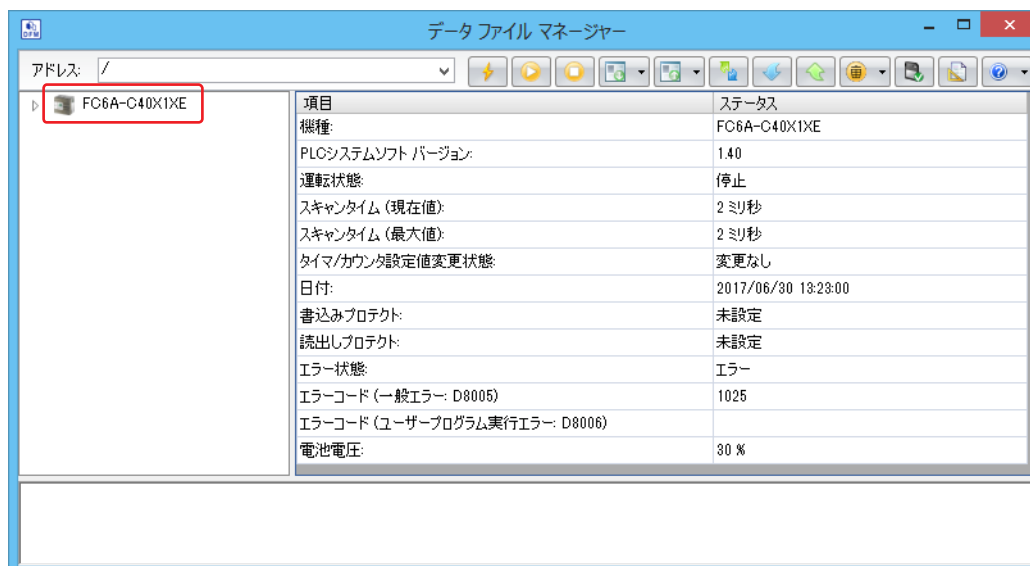 データ ファイル マネージャー
アドレス: /
FC6A-C40X1XE
項目 ステータス
機種: FC6A-C40X1XE
PLCシステムソフト バージョン: 1.40
運転状態: 停止
スキャンタイム (現在値): 2 ミリ秒
スキャンタイム (最大値): 2 ミリ秒
タイマ/カウンタ設定値変更状態: 変更なし
日付: 2017/06/30 13:23:00
書込みプロテクト: 未設定
読出しプロテクト: 未設定
エラー状態: エラー
エラーコード (一般エラー: D8005) 1025
エラーコード (ユーザープログラム実行エラー: D8006)
電池電圧: 30 %